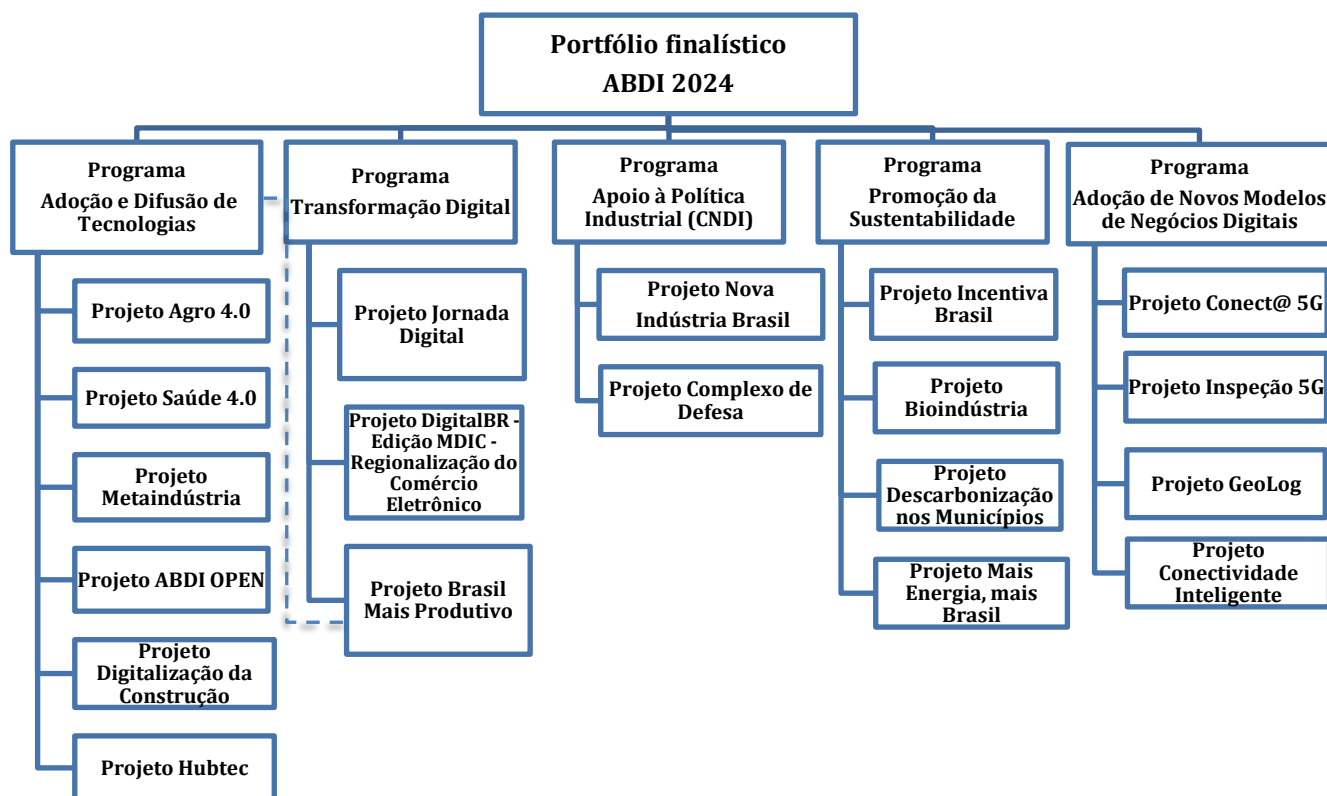 Portfólio finalístico
ABDI 2024
Programa
Adoção e Difusão de
Tecnologias
Programa
Transformação Digital
Programa
Apoio à Política
Industrial (CNDI)
Programa
Promoção da
Sustentabilidade
Programa
Adoção de Novos Modelos
de Negócios Digitais
Projeto Agro 4.0
Projeto Saúde 4.0
Projeto
Metaindústria
Projeto ABDI OPEN
Projeto
Digitalização da
Construção
Projeto Hubtec
Projeto Jornada
Digital
Projeto DigitalBR -
Edição MDIC -
Regionalização do
Comércio
Eletrônico
Projeto Brasil
Mais Produtivo
Projeto Nova
Indústria Brasil
Projeto Complexo de
Defesa
Projeto Incentiva
Brasil
Projeto
Bioindústria
Projeto
Descarbonização
nos Municípios
Projeto Mais
Energia, mais
Brasil
Projeto Conect@ 5G
Projeto Inspeção 5G
Projeto GeoLog
Projeto
Conectividade
Inteligente